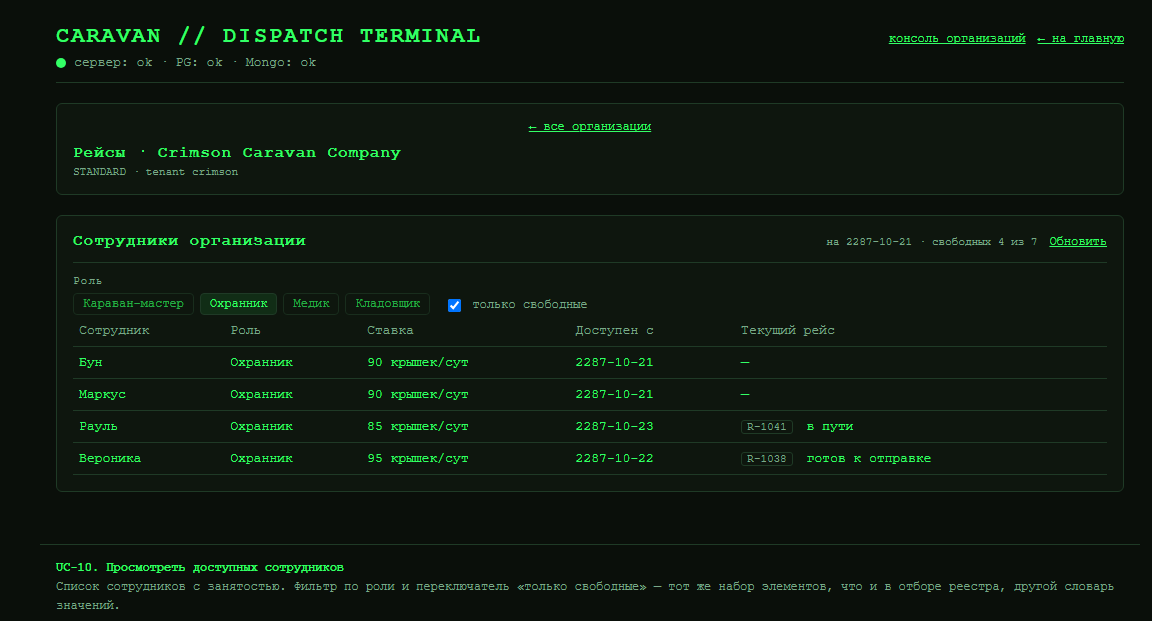 CARAVAN // DISPATCH TERMINAL
консоль организаций ← на главную
сервер: ok · PG: ok · Mongo: ok
← все организации
Рейсы · Crimson Caravan Company
STANDARD · tenant crimson
Сотрудники организации
на 2287-10-21 · свободных 4 из 7 Обновить
Роль
Караван-мастер Охранник Медик Кладовщик только свободные
Сотрудник Роль Ставка Доступен с Текущий рейс
Бун Охранник 90 крышек/сут 2287-10-21 —
Маркус Охранник 90 крышек/сут 2287-10-21 —
Рауль Охранник 85 крышек/сут 2287-10-23 R-1041 в пути
Вероника Охранник 95 крышек/сут 2287-10-22 R-1038 готов к отправке
UC-10. Просмотреть доступных сотрудников
Список сотрудников с занятостью. Фильтр по роли и переключатель «только свободные» — тот же набор элементов, что и в отборе реестра, другой словарь
значений.